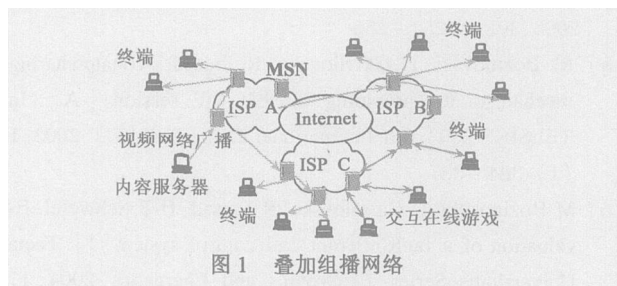 终端
终端
MSN
ISP A
ISP B
Internet
视频网络广播
终端
ISP C
内容服务器
终端
交互在线游戏
图 1 叠加组播网络